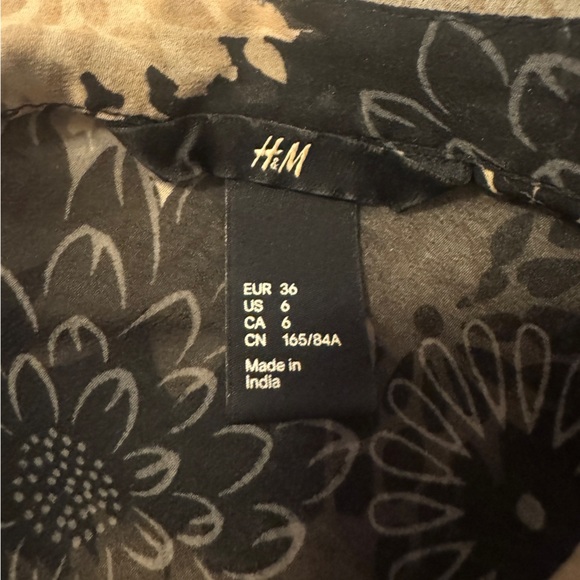 H&M
EUR 36
US 6
CA 6
CN 165/84A
Made in
India